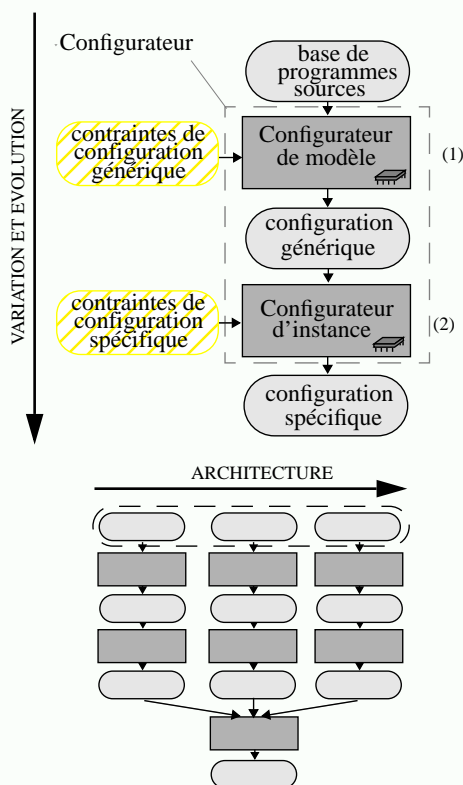 Configurateur
base de
programmes
sources
contraintes de
configuration
générique
Configurateur
de modèle
(1)
configuration
générique
contraintes de
configuration
spécifique
Configurateur
d'instance
(2)
configuration
spécifique
VARIATION ET EVOLUTION
ARCHITECTURE